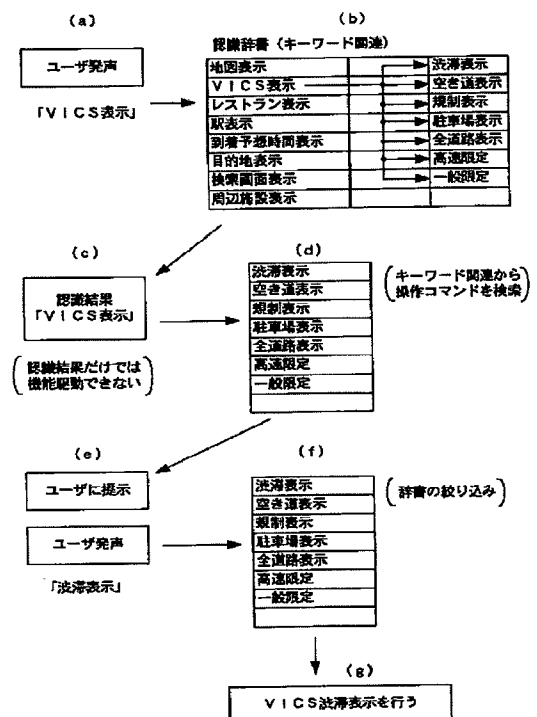 (a)
ユーザ発声
「VICS表示」
(b)
認識辞書(キーワード関連)
地図表示
VICS表示
レストラン表示
駅表示
到着予想時間表示
目的地表示
検索画面表示
周辺施設表示
渋滞表示
空き道表示
規制表示
駐車場表示
全道路表示
高速限定
一般限定
(c)
認識結果
「VICS表示」
(認識結果だけでは
機能駆動できない)
(d)
渋滞表示
空き道表示
規制表示
駐車場表示
全道路表示
高速限定
一般限定
(キーワード関連から
操作コマンドを検索)
(e)
ユーザに提示
ユーザ発声
「渋滞表示」
(f)
渋滞表示
空き道表示
規制表示
駐車場表示
全道路表示
高速限定
一般限定
(辞書の絞り込み)
(g)
VICS渋滞表示を行う